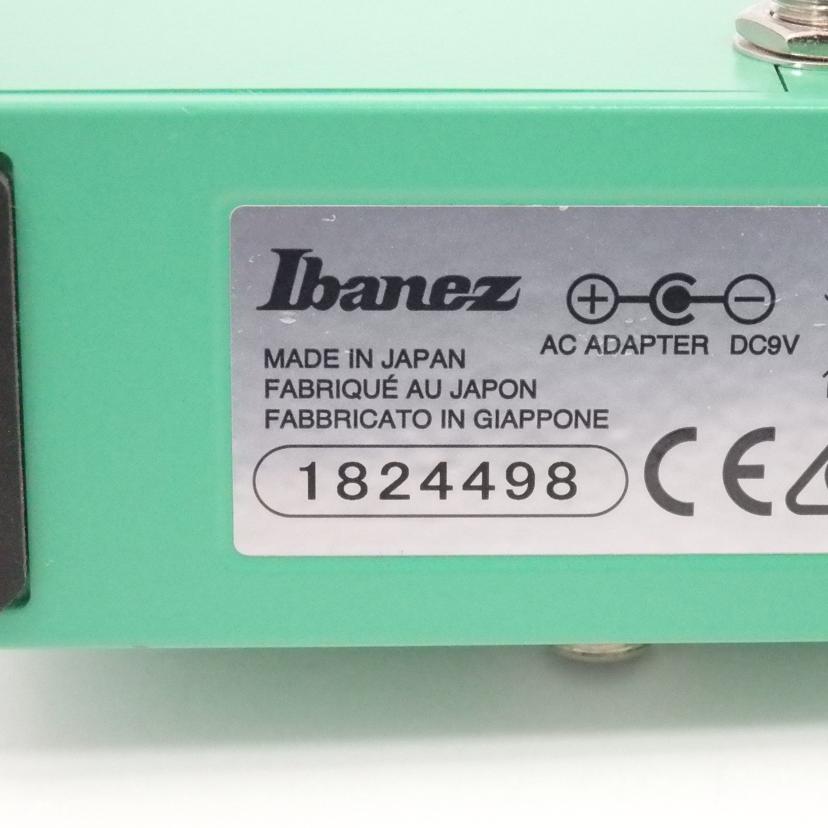 Ibanez
AC ADAPTER DC9V
MADE IN JAPAN
FABRIQUÉ AU JAPON
FABBRICATO IN GIAPPONE
1824498
CE